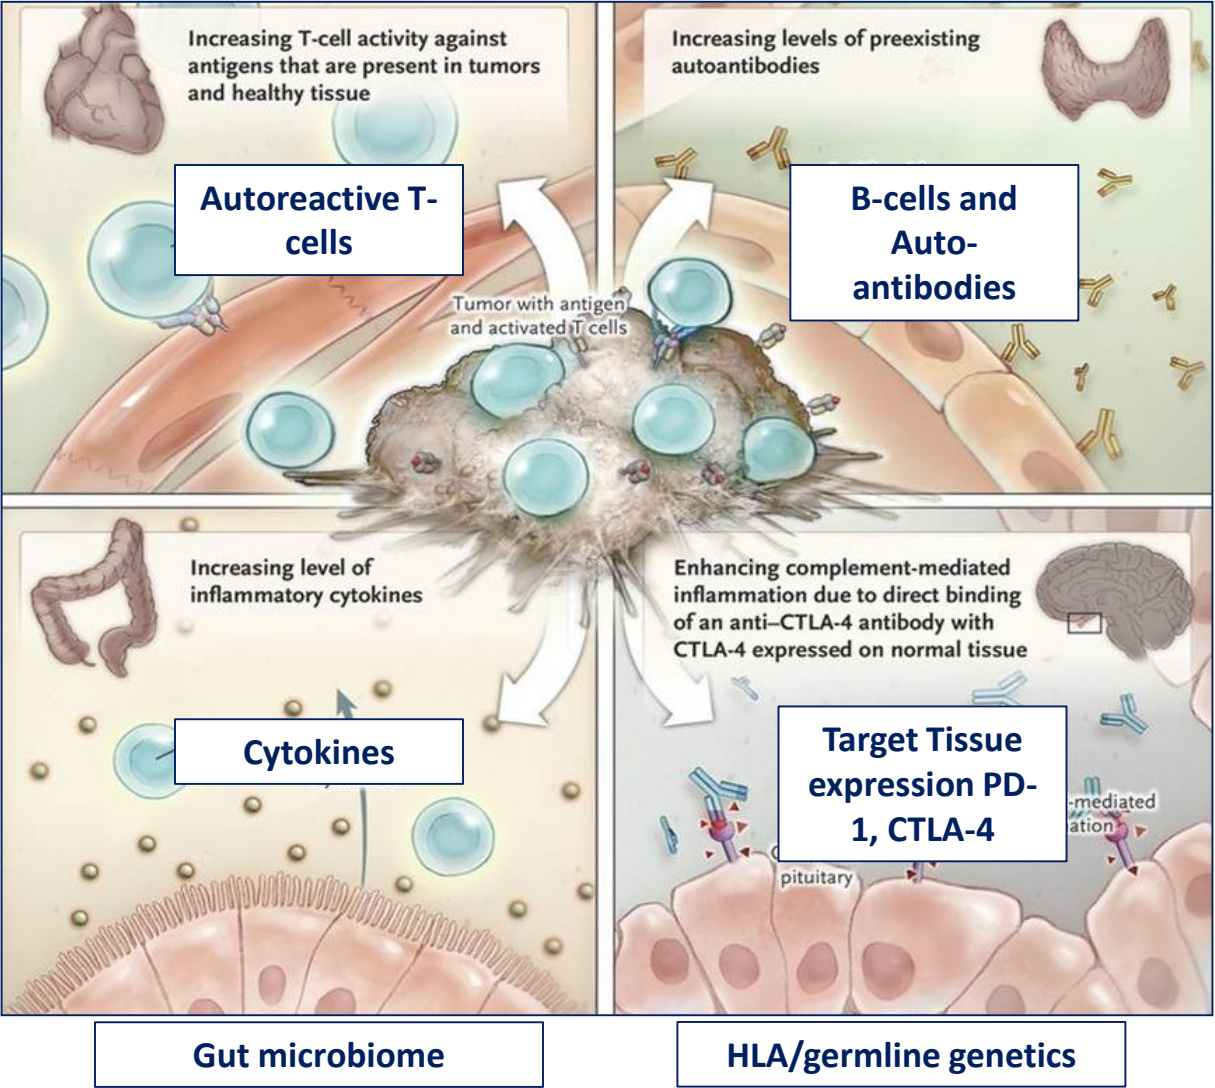 Increasing T-cell activity against
antigens that are present in tumors
and healthy tissue
Autoreactive T-
cells
Increasing levels of preexisting
autoantibodies
B-cells and
Auto-
antibodies
Tumor with antigen
and activated T cells
Increasing level of
inflammatory cytokines
Cytokines
Enhancing complement-mediated
inflammation due to direct binding
of an anti–CTLA-4 antibody with
CTLA-4 expressed on normal tissue
Target Tissue
expression PD-
1, CTLA-4
-mediated
pituitary
Gut microbiome
HLA/germline genetics